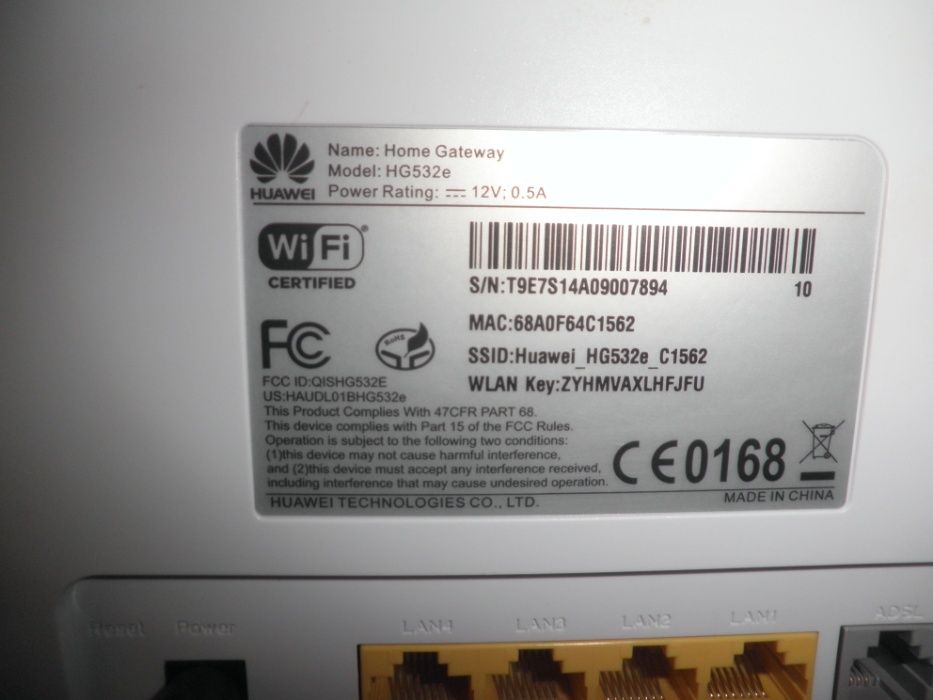 HUAWEI
Name: Home Gateway
Model: HG532e
Power Rating: ⎓ 12V; 0.5A
Wi Fi®
CERTIFIED
S/N:T9E7S14A09007894 10
MAC:68A0F64C1562
SSID:Huawei_HG532e_C1562
WLAN Key:ZYHMVAXLHFJFU
FC
RoHS
FCC ID:QISHG532E
US:HAUDL01BHG532e
This Product Complies With 47CFR PART 68.
This device complies with Part 15 of the FCC Rules.
Operation is subject to the following two conditions:
(1)this device may not cause harmful interference,
and (2)this device must accept any interference received,
including interference that may cause undesired operation.
CE0168
HUAWEI TECHNOLOGIES CO., LTD.
MADE IN CHINA
Reset Power LAN4 LAN3 LAN2 LAN1 ADSL